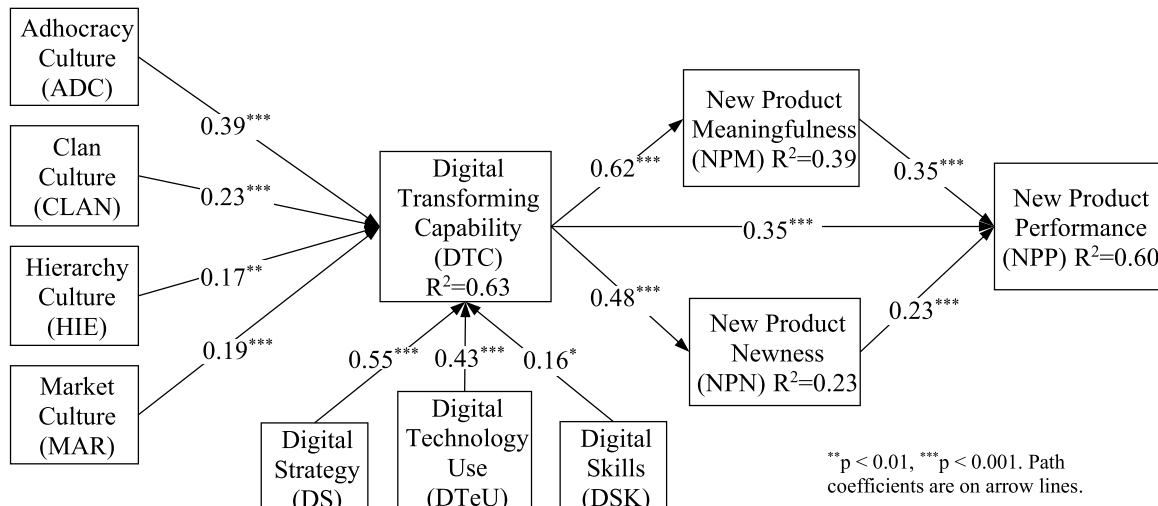 Adhocracy
Culture
(ADC)
Clan
Culture
(CLAN)
Hierarchy
Culture
(HIE)
Market
Culture
(MAR)
0.39***
0.23***
0.17**
0.19***
Digital
Transforming
Capability
(DTC)
R²=0.63
0.55***
0.43***
0.16*
Digital
Strategy
(DS)
Digital
Technology
Use
(DTeU)
Digital
Skills
(DSK)
0.62***
0.35***
0.48***
New Product
Meaningfulness
(NPM) R²=0.39
New Product
Newness
(NPN) R²=0.23
0.35***
0.23***
New Product
Performance
(NPP) R²=0.60
**p < 0.01, ***p < 0.001. Path
coefficients are on arrow lines.